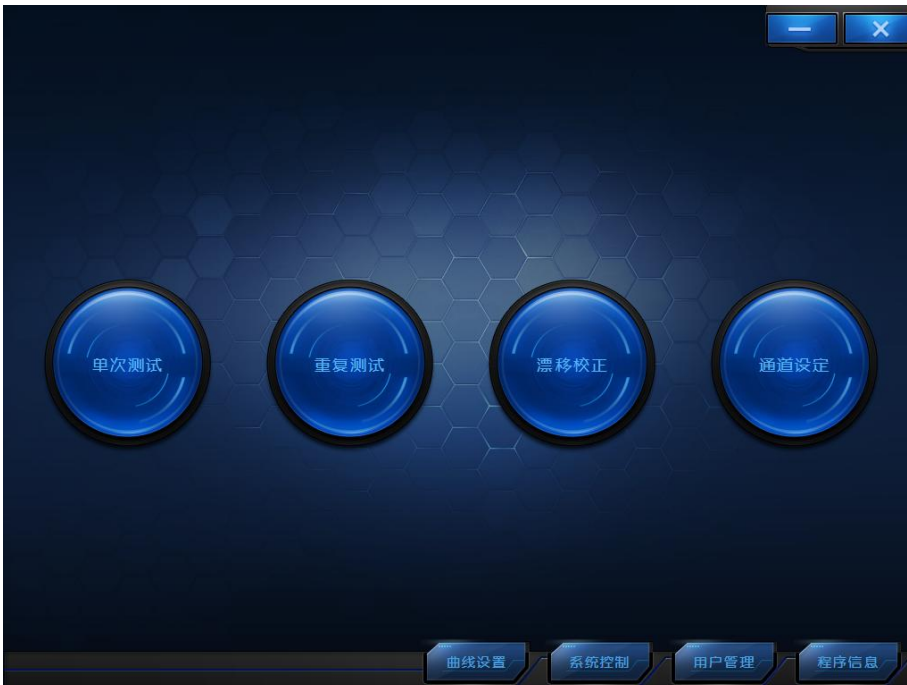 单次测试
重复测试
漂移校正
通道设定
曲线设置
系统控制
用户管理
程序信息